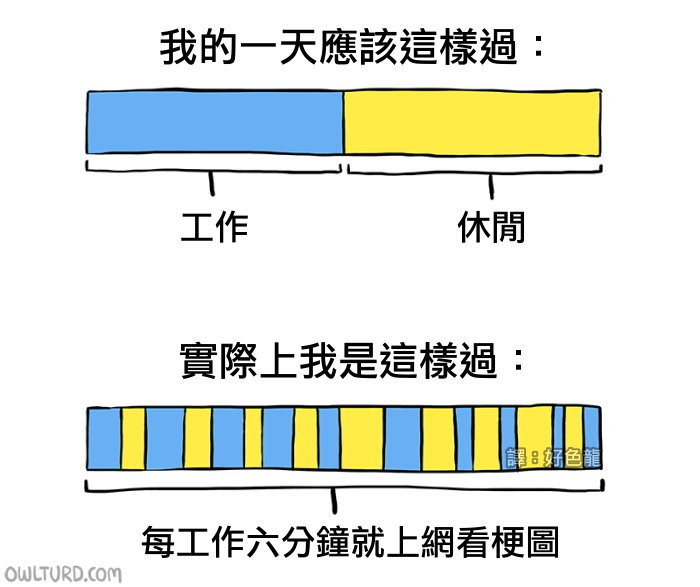 我的一天應該這樣過：
工作
休閒
實際上我是這樣過：
譯：好色龍
每工作六分鐘就上網看梗圖
OWLTURD.COM